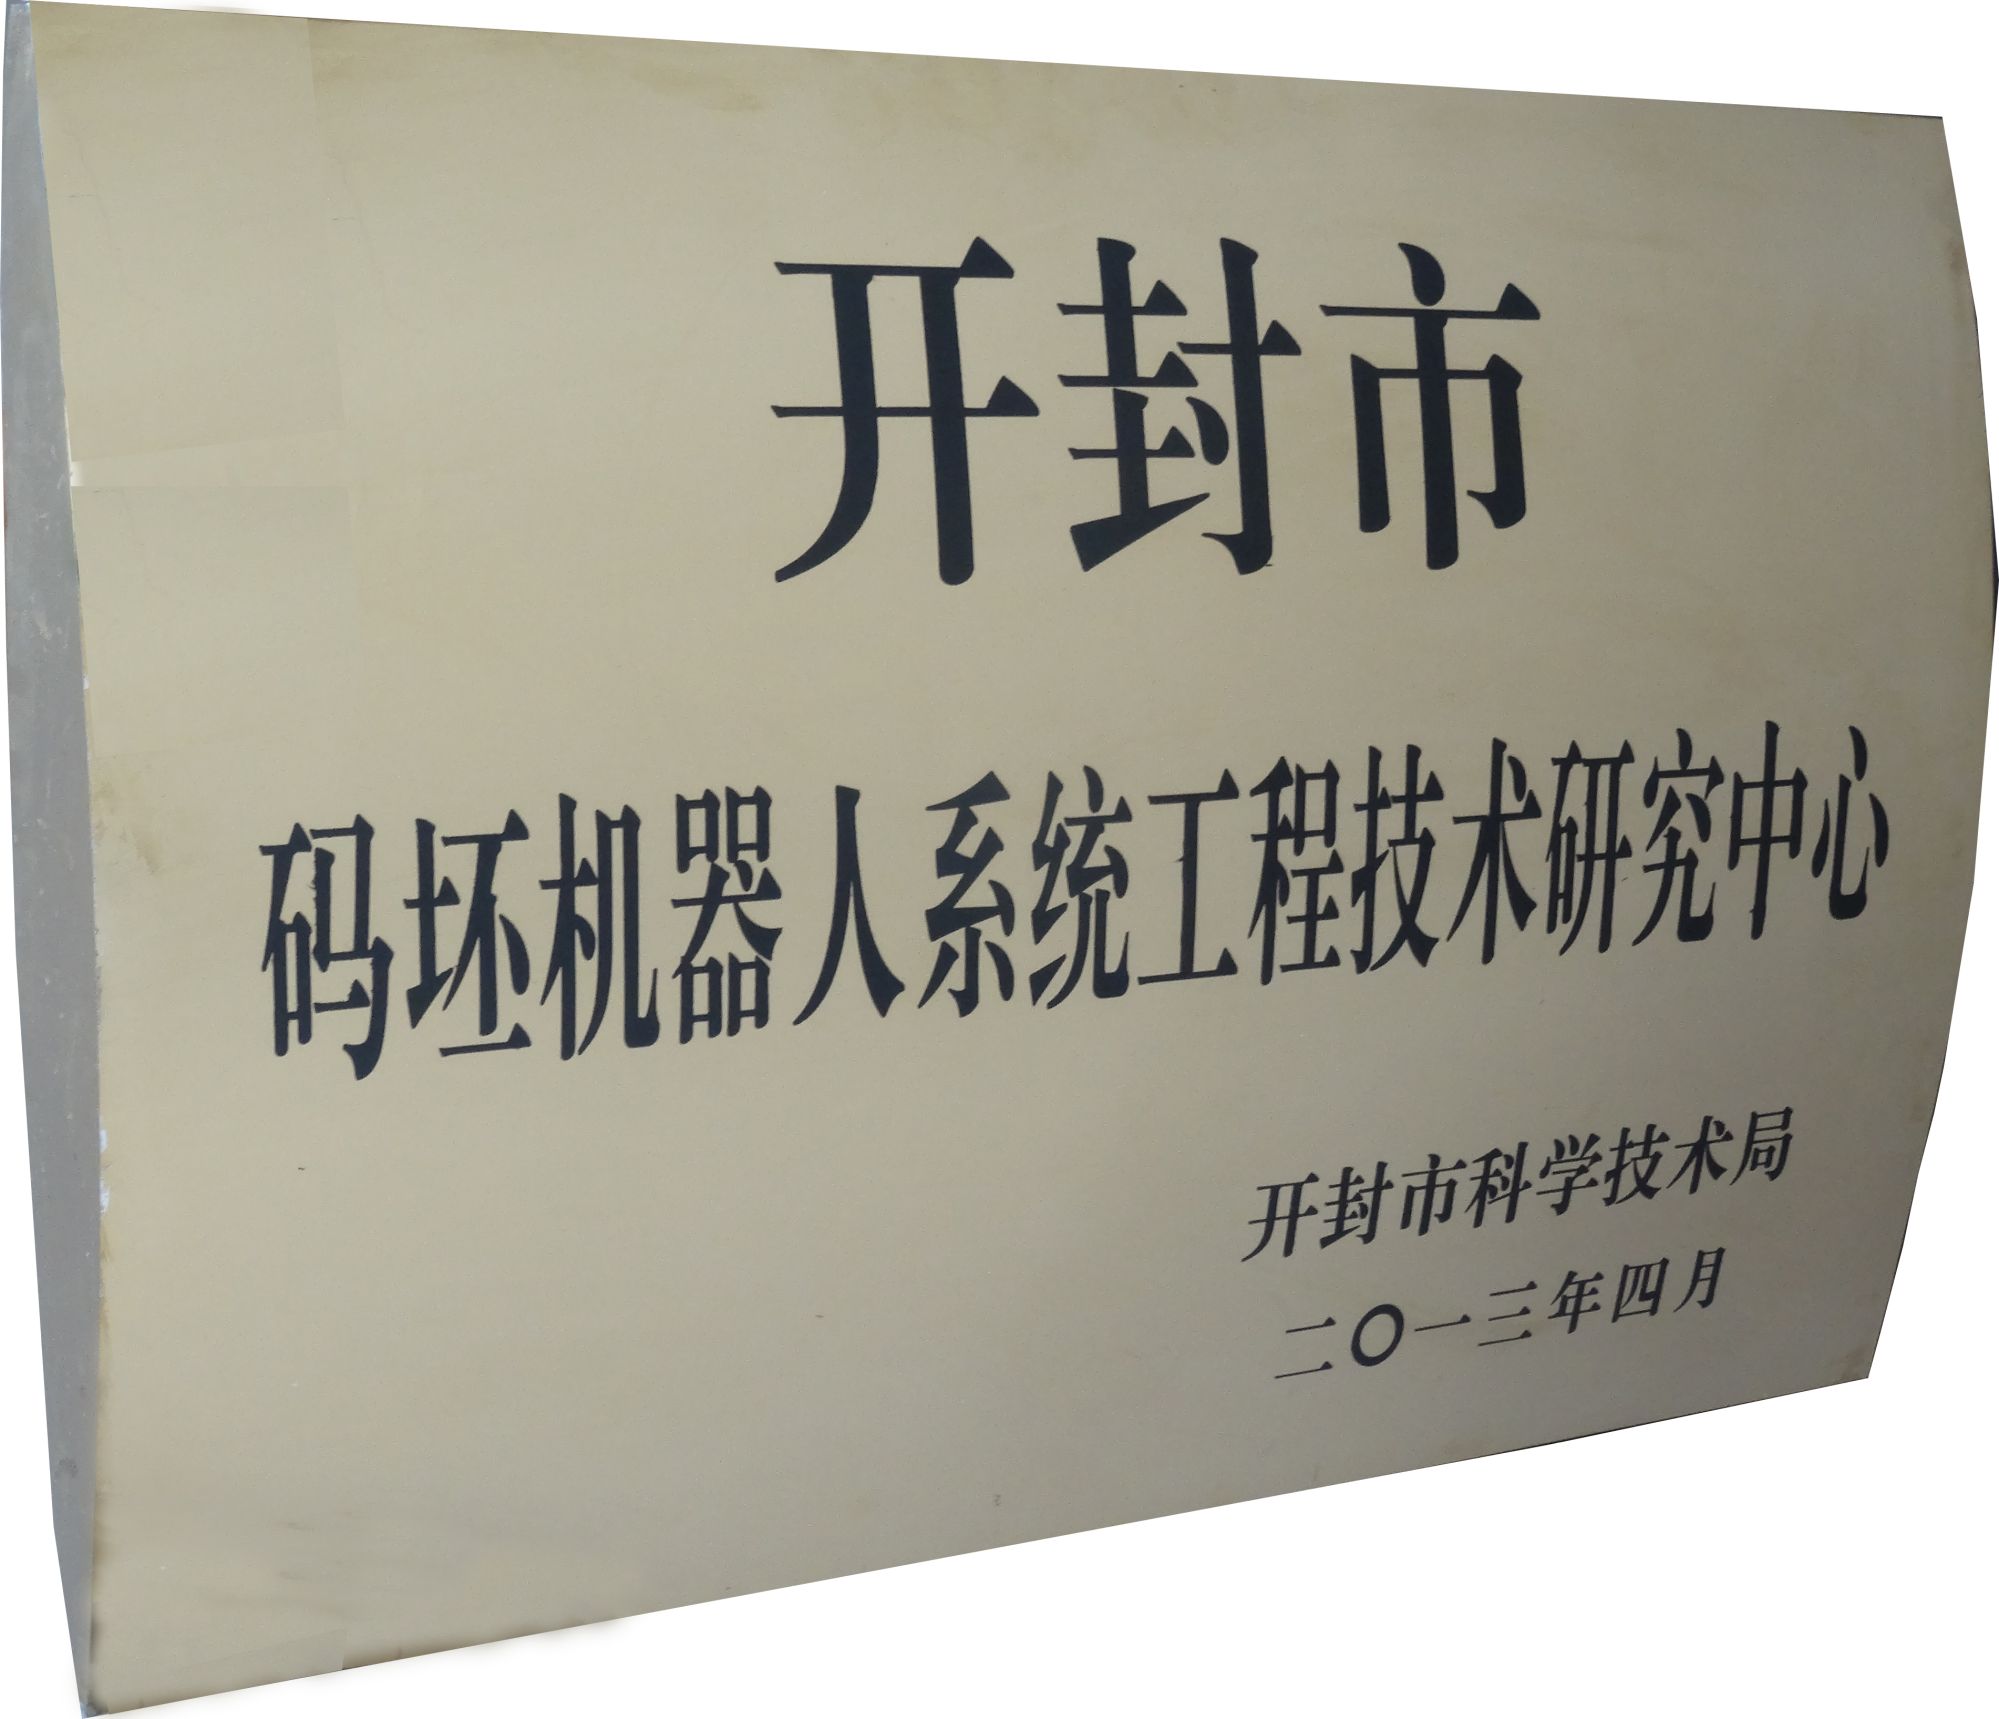 开封市
码坯机器人系统工程技术研究中心
开封市科学技术局
二〇一三年四月